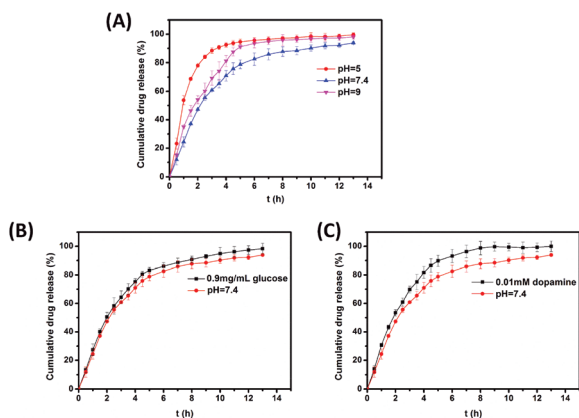 (A)
Cumulative drug release (%)
100
80
60
40
20
0
pH=5
pH=7.4
pH=9
0 2 4 6 8 10 12 14
t (h)
(B)
Cumulative drug release (%)
100
80
60
40
20
0
0.9mg/mL glucose
pH=7.4
0 2 4 6 8 10 12 14
t (h)
(C)
Cumulative drug release (%)
100
80
60
40
20
0
0.01mM dopamine
pH=7.4
0 2 4 6 8 10 12 14
t (h)